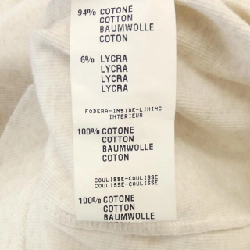 94% COTONE
COTTON
BAUMWOLLE
COTON
6% LYCRA
LYCRA
LYCRA
LYCRA
FODERA-INSIDE-LINING
INTERIEUR
100% COTONE
COTTON
BAUMWOLLE
COTON
COULISSE-COULISSE
COULISSE-COULISSE
100% COTONE
COTTON
BAUMWOLLE